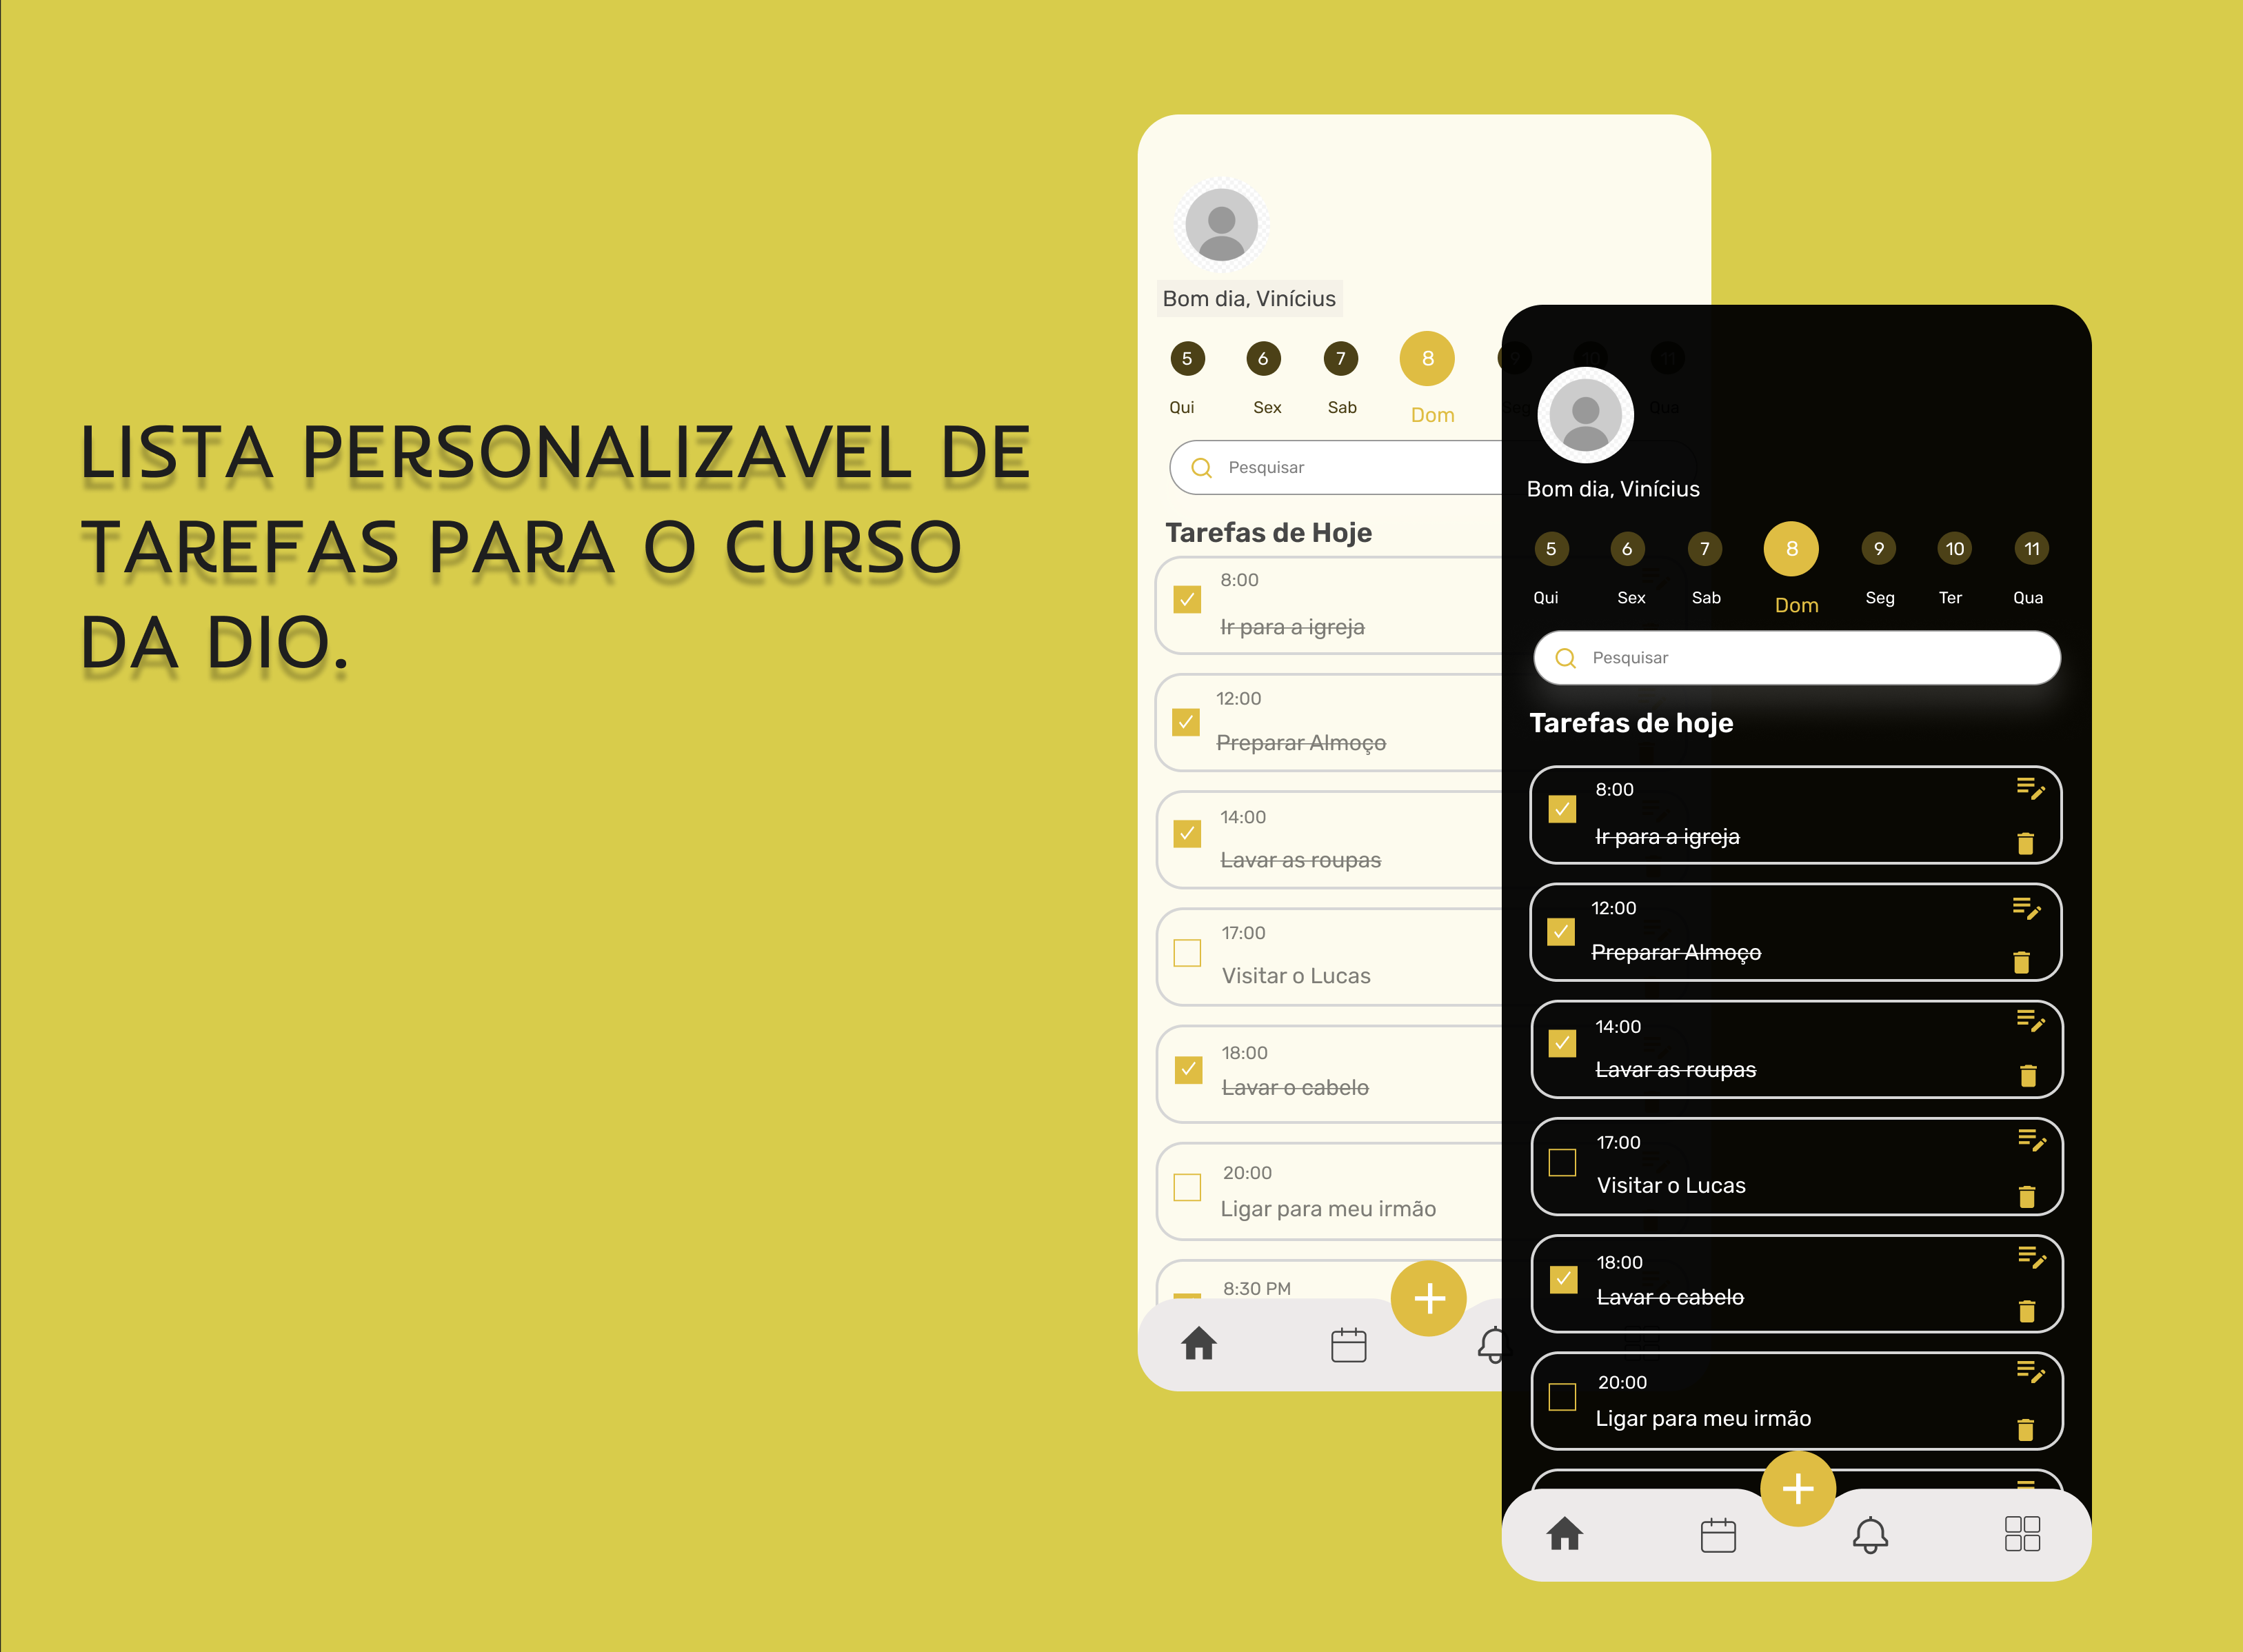 LISTA PERSONALIZAVEL DE
TAREFAS PARA O CURSO
DA DIO.
Bom dia, Vinícius
5 6 7 8 9 10 11
Qui Sex Sab Dom Seg Qua
Pesquisar
Tarefas de Hoje
8:00
Ir para a igreja
12:00
Preparar Almoço
14:00
Lavar as roupas
17:00
Visitar o Lucas
18:00
Lavar o cabelo
20:00
Ligar para meu irmão
8:30 PM
Bom dia, Vinícius
5 6 7 8 9 10 11
Qui Sex Sab Dom Seg Ter Qua
Pesquisar
Tarefas de hoje
8:00
Ir para a igreja
12:00
Preparar Almoço
14:00
Lavar as roupas
17:00
Visitar o Lucas
18:00
Lavar o cabelo
20:00
Ligar para meu irmão